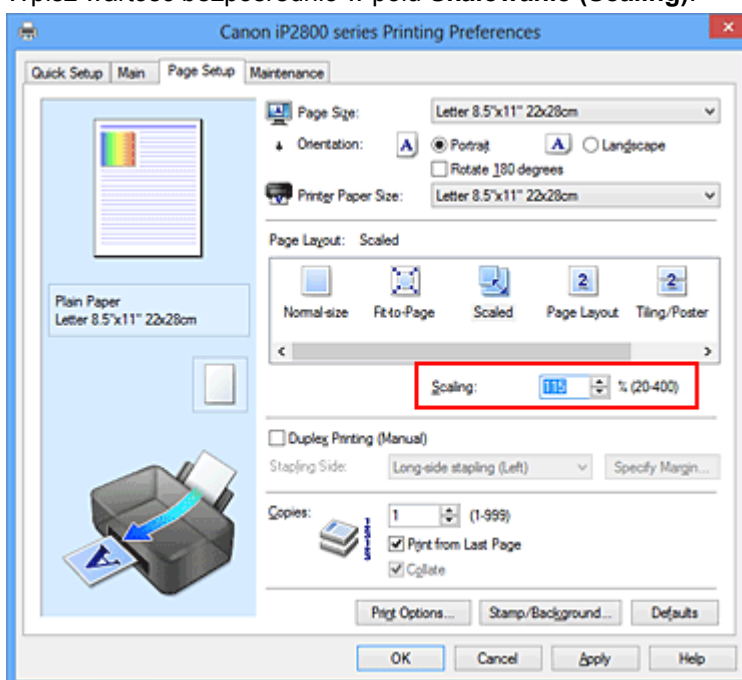 Canon iP2800 series Printing Preferences
Quick Setup Main Page Setup Maintenance
Page Size: Letter 8.5"x11" 22x28cm
Orientation: A Portrait A Landscape
Rotate 180 degrees
Printer Paper Size: Letter 8.5"x11" 22x28cm
Page Layout: Scaled
Normal-size Fit-to-Page Scaled Page Layout Tiling/Poster
Plain Paper
Letter 8.5"x11" 22x28cm
Scaling: 115 % (20-400)
Duplex Printing (Manual)
Stapling Side: Long-side stapling (Left) Specify Margin...
Copies: 1 (1-999)
Print from Last Page
Collate
Print Options... Stamp/Background... Defaults
OK Cancel Apply Help